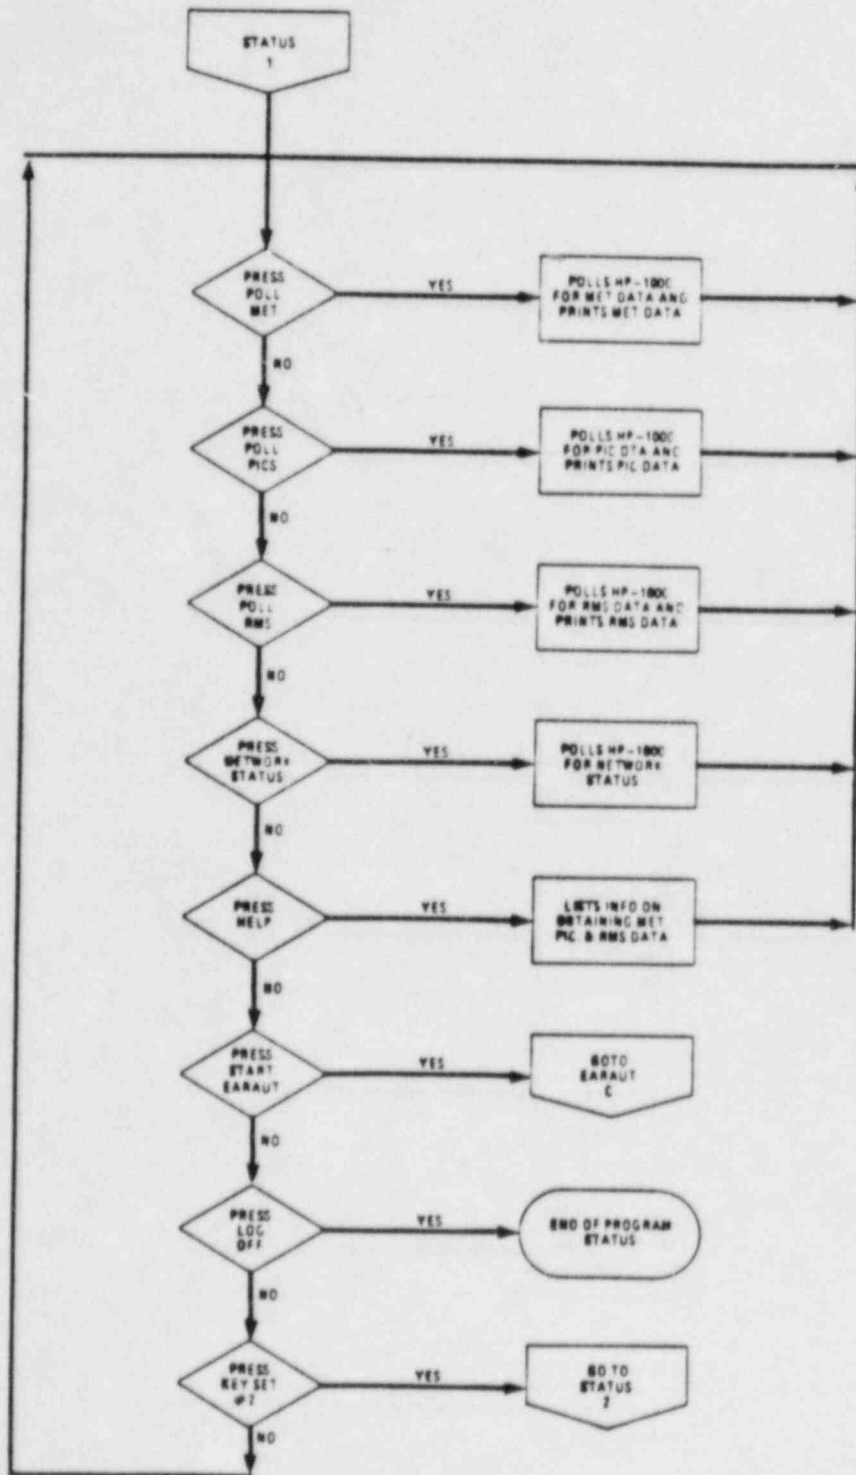 STATUS
1
PRESS
POLL
MET
YES
POLLS HP-1000
FOR MET DATA AND
PRINTS MET DATA
NO
PRESS
POLL
PICS
YES
POLLS HP-1000
FOR PIC DTA AND
PRINTS PIC DATA
NO
PRESS
POLL
RMS
YES
POLLS HP-1000
FOR RMS DATA AND
PRINTS RMS DATA
NO
PRESS
NETWORK
STATUS
YES
POLLS HP-1000
FOR NETWORK
STATUS
NO
PRESS
HELP
YES
LISTS INFO ON
OBTAINING MET
PIC. & RMS DATA
NO
PRESS
START
EARAUT
YES
GOTO
EARAUT
C
NO
PRESS
LOG
OFF
YES
END OF PROGRAM
STATUS
NO
PRESS
KEY SET
#2
YES
GO TO
STATUS
2
NO